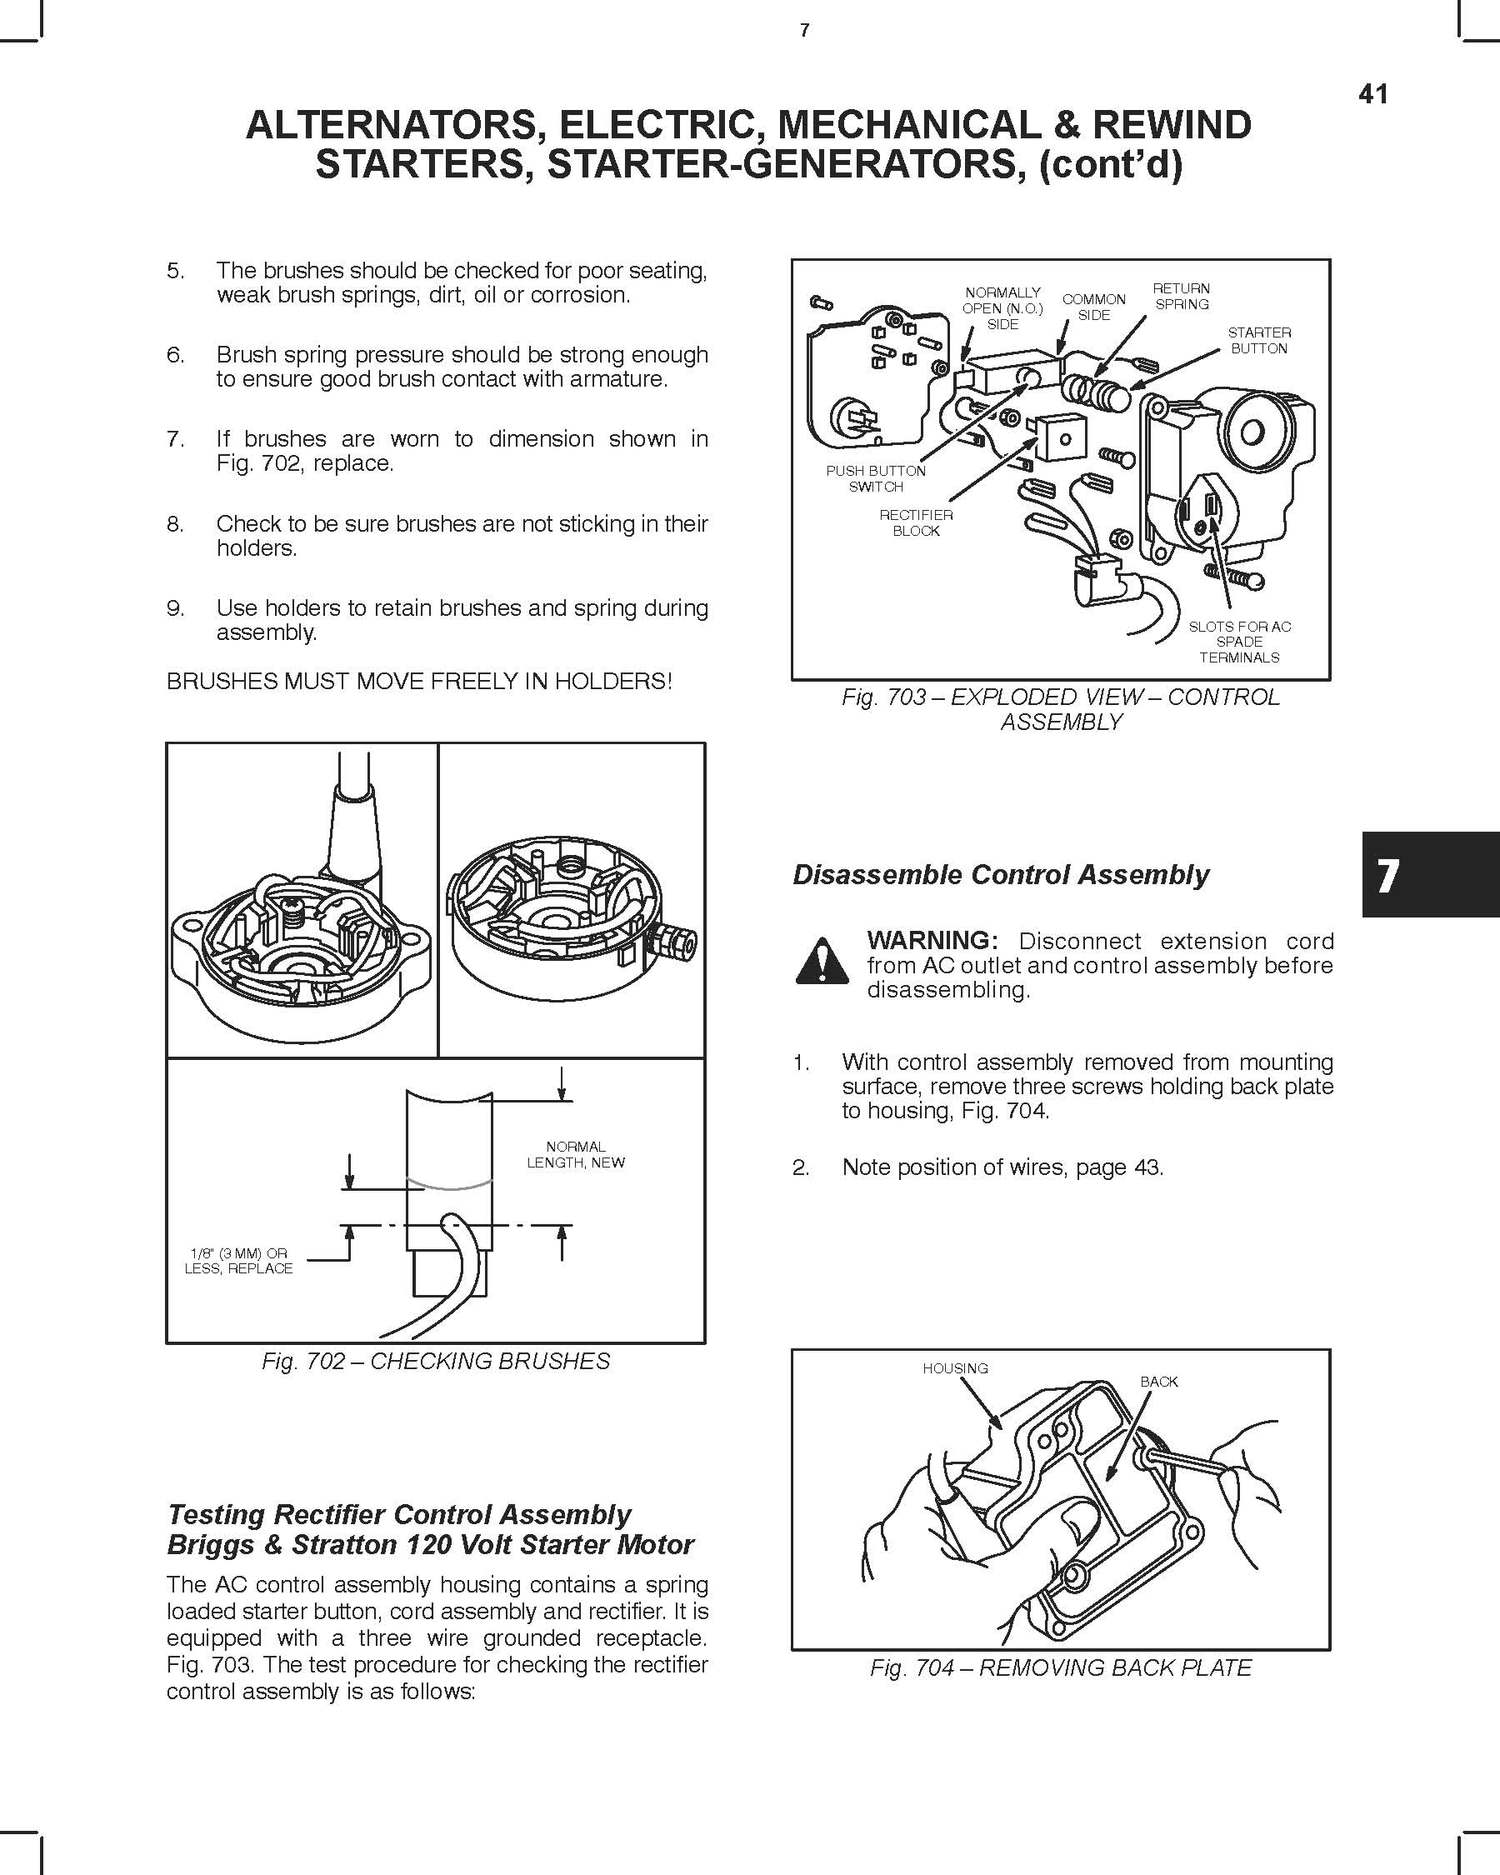 7
41
ALTERNATORS, ELECTRIC, MECHANICAL & REWIND
STARTERS, STARTER-GENERATORS, (cont’d)
5. The brushes should be checked for poor seating,
weak brush springs, dirt, oil or corrosion.
6. Brush spring pressure should be strong enough
to ensure good brush contact with armature.
7. If brushes are worn to dimension shown in
Fig. 702, replace.
8. Check to be sure brushes are not sticking in their
holders.
9. Use holders to retain brushes and spring during
assembly.
BRUSHES MUST MOVE FREELY IN HOLDERS!
NORMAL
LENGTH, NEW
1/8" (3 MM) OR
LESS, REPLACE
Fig. 702 – CHECKING BRUSHES
Testing Rectifier Control Assembly
Briggs & Stratton 120 Volt Starter Motor
The AC control assembly housing contains a spring
loaded starter button, cord assembly and rectifier. It is
equipped with a three wire grounded receptacle.
Fig. 703. The test procedure for checking the rectifier
control assembly is as follows:
NORMALLY
OPEN (N.O.)
SIDE
COMMON
SIDE
RETURN
SPRING
STARTER
BUTTON
PUSH BUTTON
SWITCH
RECTIFIER
BLOCK
SLOTS FOR AC
SPADE
TERMINALS
Fig. 703 – EXPLODED VIEW – CONTROL
ASSEMBLY
Disassemble Control Assembly
7
WARNING: Disconnect extension cord
from AC outlet and control assembly before
disassembling.
1. With control assembly removed from mounting
surface, remove three screws holding back plate
to housing, Fig. 704.
2. Note position of wires, page 43.
HOUSING
BACK
Fig. 704 – REMOVING BACK PLATE